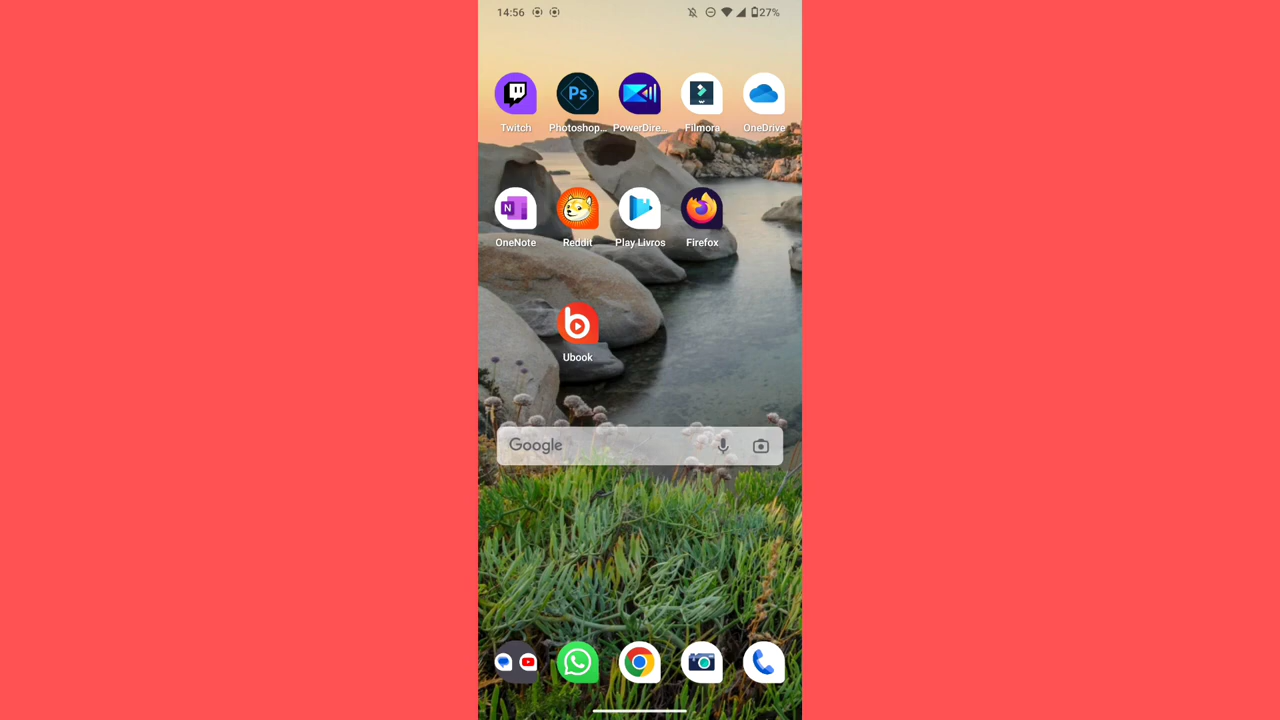 14:56 27%
Twitch Photoshop... PowerDire... Filmora OneDrive
OneNote Reddit Play Livros Firefox
Ubook
Google